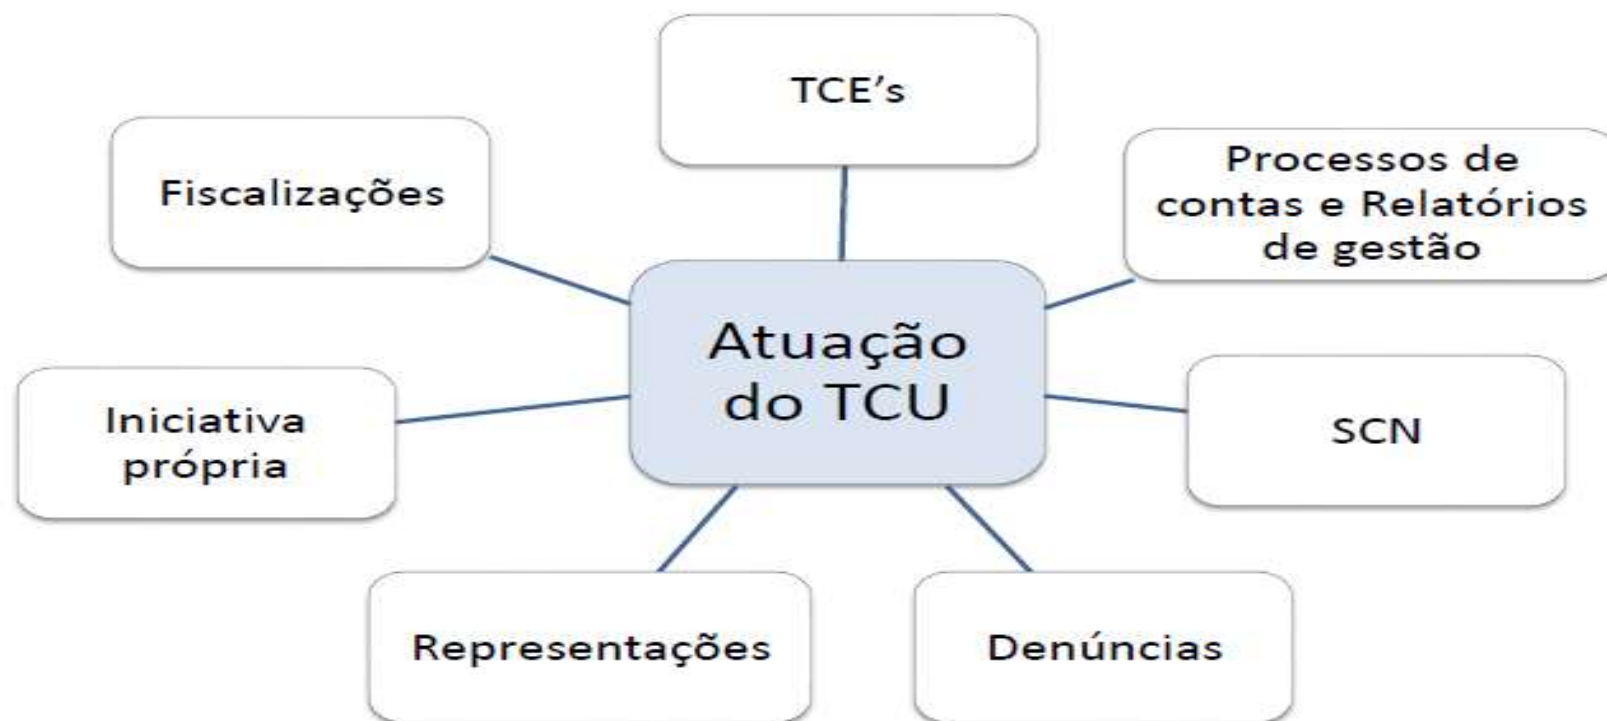 TCE’s
Fiscalizações
Processos de
contas e Relatórios
de gestão
Atuação
do TCU
Iniciativa
própria
SCN
Representações
Denúncias